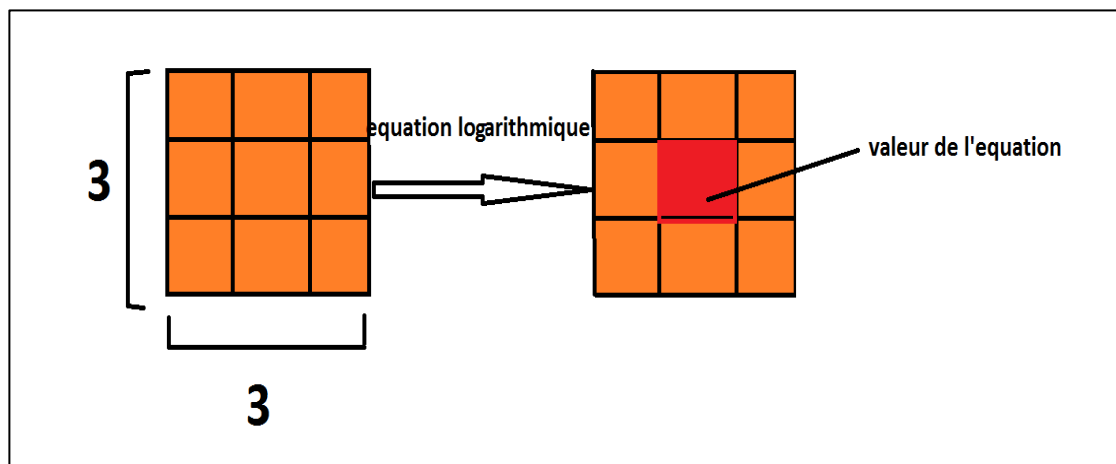 equation logarithmique
valeur de l'equation
3
3